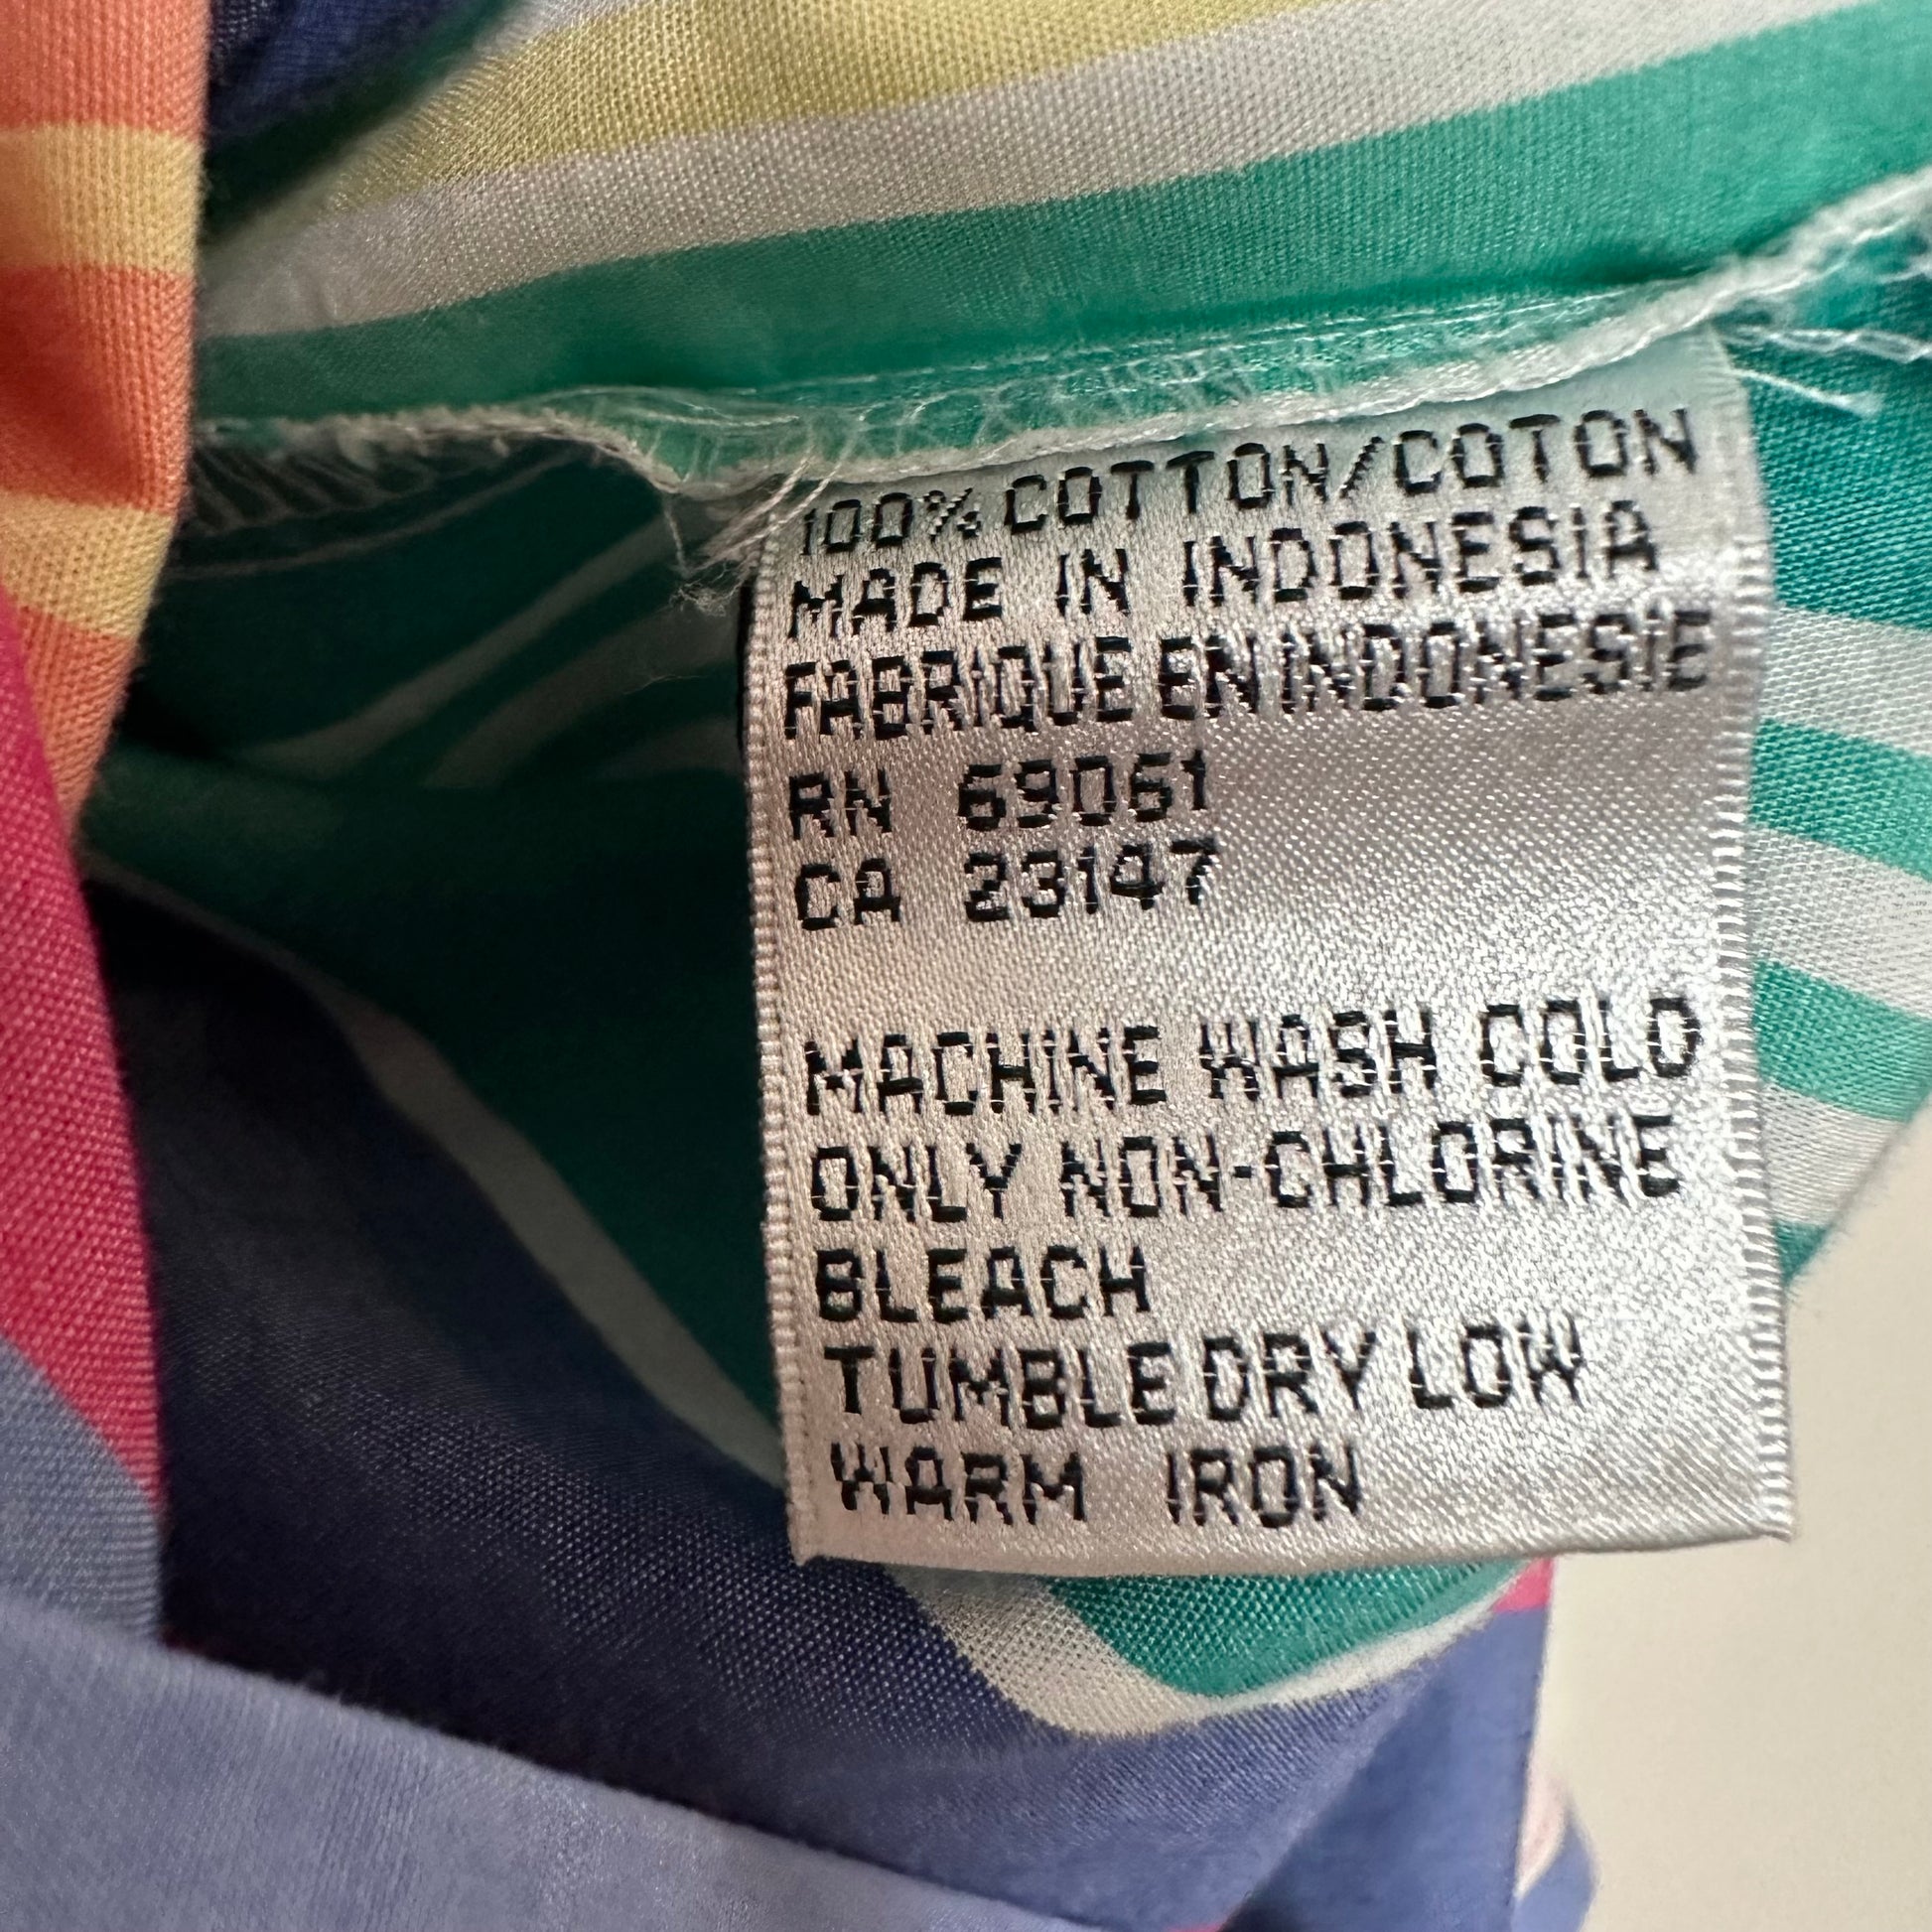 100% COTTON/COTON
MADE IN INDONESIA
FABRIQUE EN INDONESIE
RN 69061
CA 23147
MACHINE WASH COLD
ONLY NON-CHLORINE
BLEACH
TUMBLE DRY LOW
WARM IRON